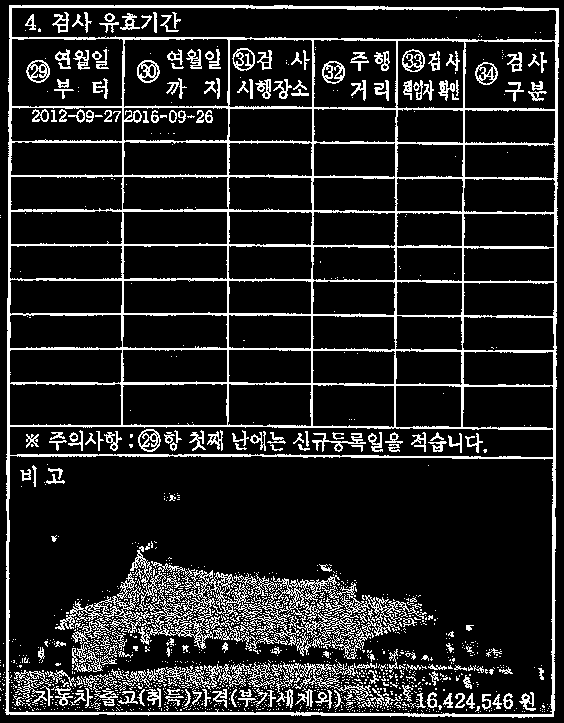 4. 검사 유효기간
㉙ 연월일 부 터 ㉚ 연월일 까 지 ㉛ 검 사 시행장소 ㉜ 주 행 거 리 ㉝ 검 사 책임자 확인 ㉞ 검 사 구 분
2012-09-27 2016-09-26
※ 주의사항 : ㉙항 첫째 난에는 신규등록일을 적습니다.
비 고
자동차 출고(취득)가격(부가세제외) 16,424,546 원